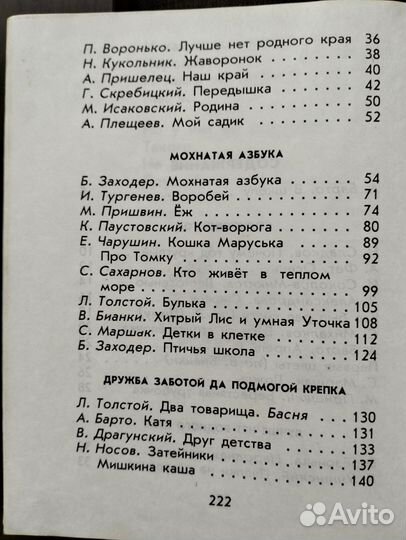 П. Воронько. Лучше нет родного края 36
Н. Кукольник. Жаворонок . . . . . . 38
А. Пришелец. Наш край . . . . . . . 40
Г. Скребицкий. Передышка . . . . . . 42
М. Исаковский. Родина . . . . . . . 50
А. Плещеев. Мой садик . . . . . . . 52
МОХНАТАЯ АЗБУКА
Б. Заходер. Мохнатая азбука . . . . 54
И. Тургенев. Воробей . . . . . . . . 71
М. Пришвин. Ёж . . . . . . . . . . 74
К. Паустовский. Кот-ворюга . . . . . 80
Е. Чарушин. Кошка Маруська . . . . 89
Про Томку . . . . . . . . . . 92
С. Сахарнов. Кто живёт в теплом
море . . . . . . . . . . . . 99
Л. Толстой. Булька . . . . . . . . . 105
В. Бианки. Хитрый Лис и умная Уточка 108
С. Маршак. Детки в клетке . . . . . 112
Б. Заходер. Птичья школа . . . . . . 124
ДРУЖБА ЗАБОТОЙ ДА ПОДМОГОЙ КРЕПКА
Л. Толстой. Два товарища. Басня . . . 130
А. Барто. Катя . . . . . . . . . . . 131
В. Драгунский. Друг детства . . . . . 133
Н. Носов. Затейники . . . . . . . . 137
Мишкина каша . . . . . . . . . 140
222
Avito